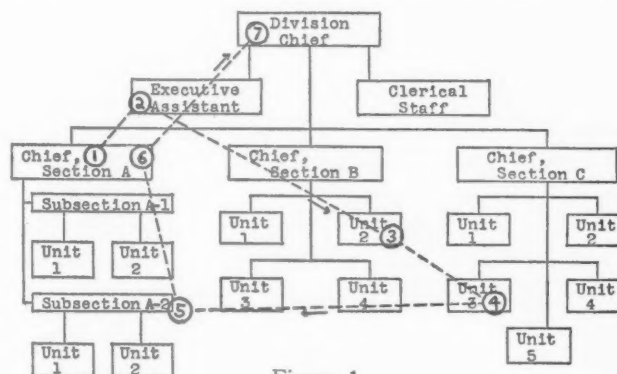 7 Division
Chief
2 Executive
Assistant
Clerical
Staff
Chief, 1 6
Section A
Chief,
Section B
Chief,
Section C
Subsection A-1
Unit
1
Unit
2
Subsection A-2 5
Unit
1
Unit
2
Unit
1
Unit
2 3
Unit
3
Unit
4
Unit
1
Unit
2
Unit
3 4
Unit
4
Unit
5